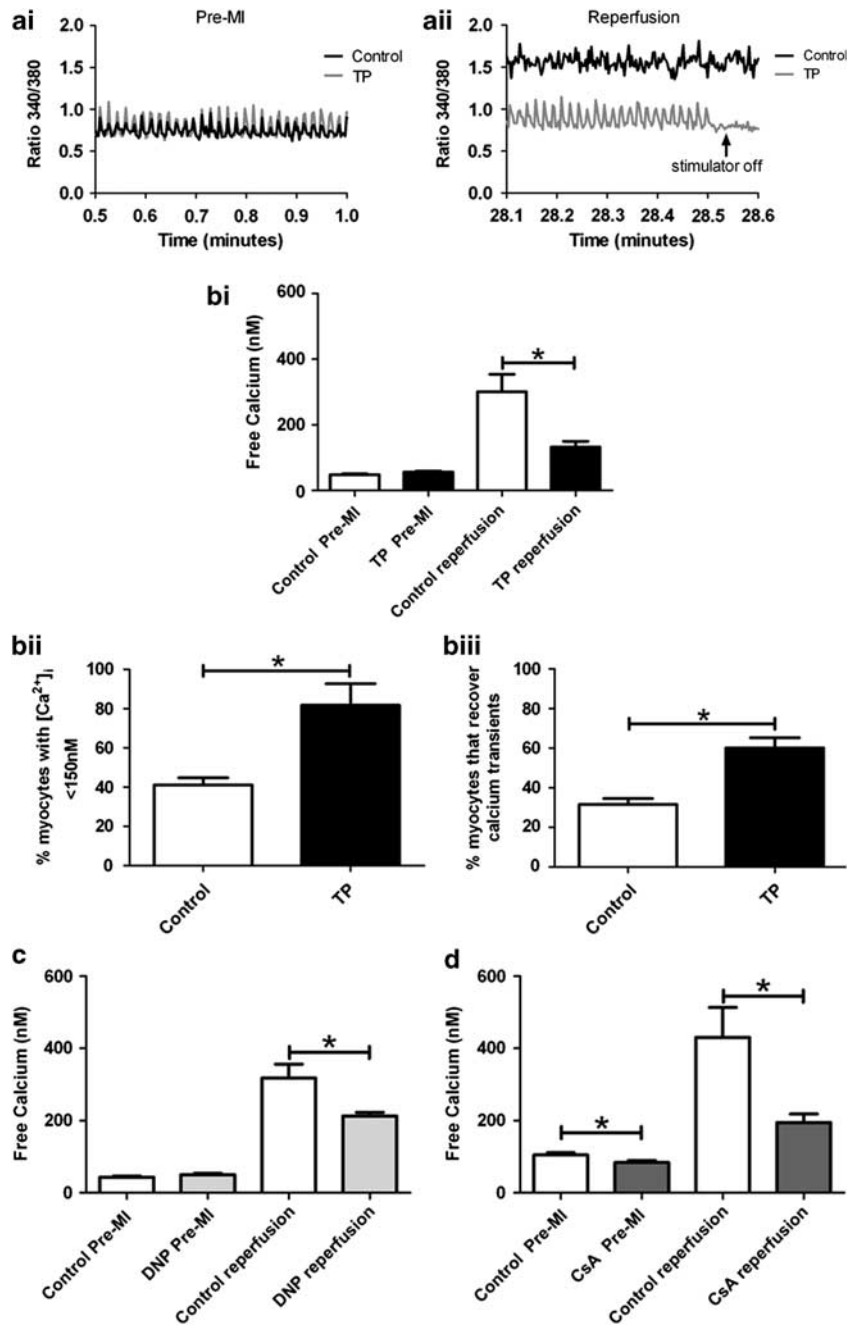 ai
Pre-MI
Ratio 340/380
2.0
1.5
1.0
0.5
0.0
Control
TP
0.5 0.6 0.7 0.8 0.9 1.0
Time (minutes)
aii
Reperfusion
Ratio 340/380
2.0
1.5
1.0
0.5
0.0
Control
TP
stimulator off
28.1 28.2 28.3 28.4 28.5 28.6
Time (minutes)
bi
Free Calcium (nM)
600
400
200
0
*
Control Pre-MI
TP Pre-MI
Control reperfusion
TP reperfusion
bii
% myocytes with [Ca²⁺]ᵢ
<150nM
100
80
60
40
20
0
*
Control
TP
biii
% myocytes that recover
calcium transients
100
80
60
40
20
0
*
Control
TP
c
Free Calcium (nM)
600
400
200
0
*
Control Pre-MI
DNP Pre-MI
Control reperfusion
DNP reperfusion
d
Free Calcium (nM)
600
400
200
0
*
*
Control Pre-MI
CsA Pre-MI
Control reperfusion
CsA reperfusion